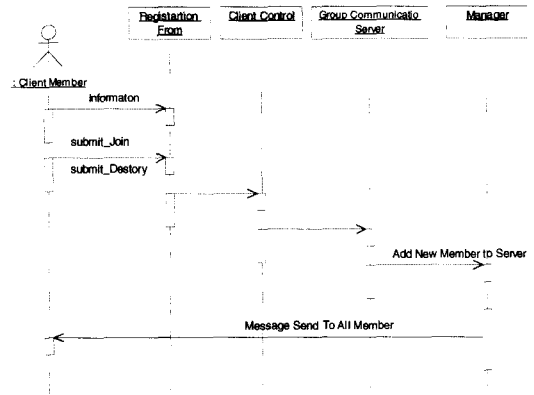 Registartion
From
Client Control
Group Communicatio
Server
Manager
: Client Member
Informaton
submit_Join
submit_Destory
Add New Member to Server
Message Send To All Member